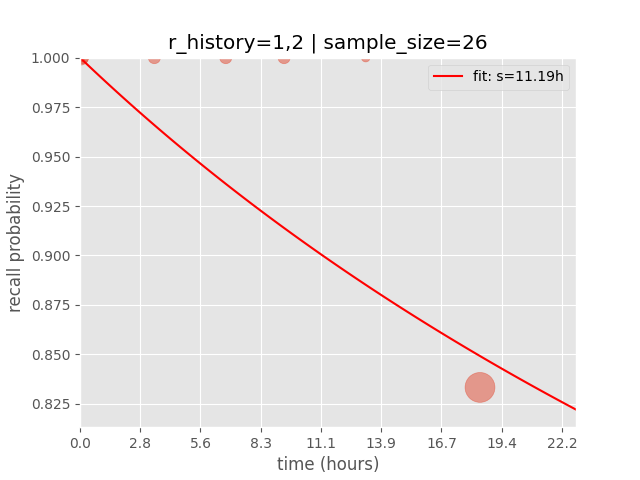 r_history=1,2 | sample_size=26
fit: s=11.19h
recall probability
1.000
0.975
0.950
0.925
0.900
0.875
0.850
0.825
0.0 2.8 5.6 8.3 11.1 13.9 16.7 19.4 22.2
time (hours)